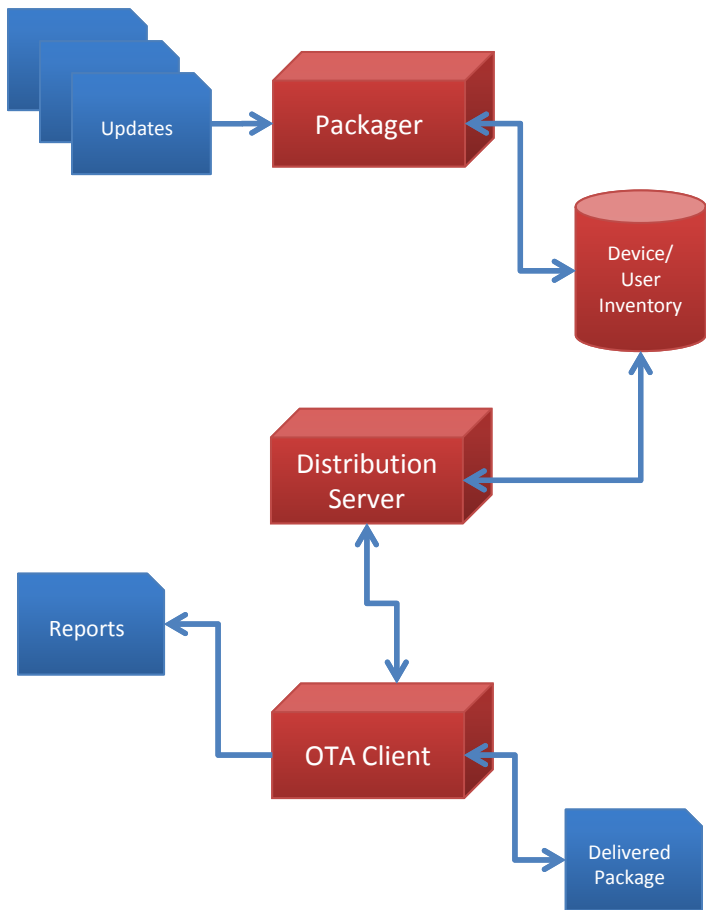 Updates
Packager
Device/
User
Inventory
Distribution
Server
Reports
OTA Client
Delivered
Package